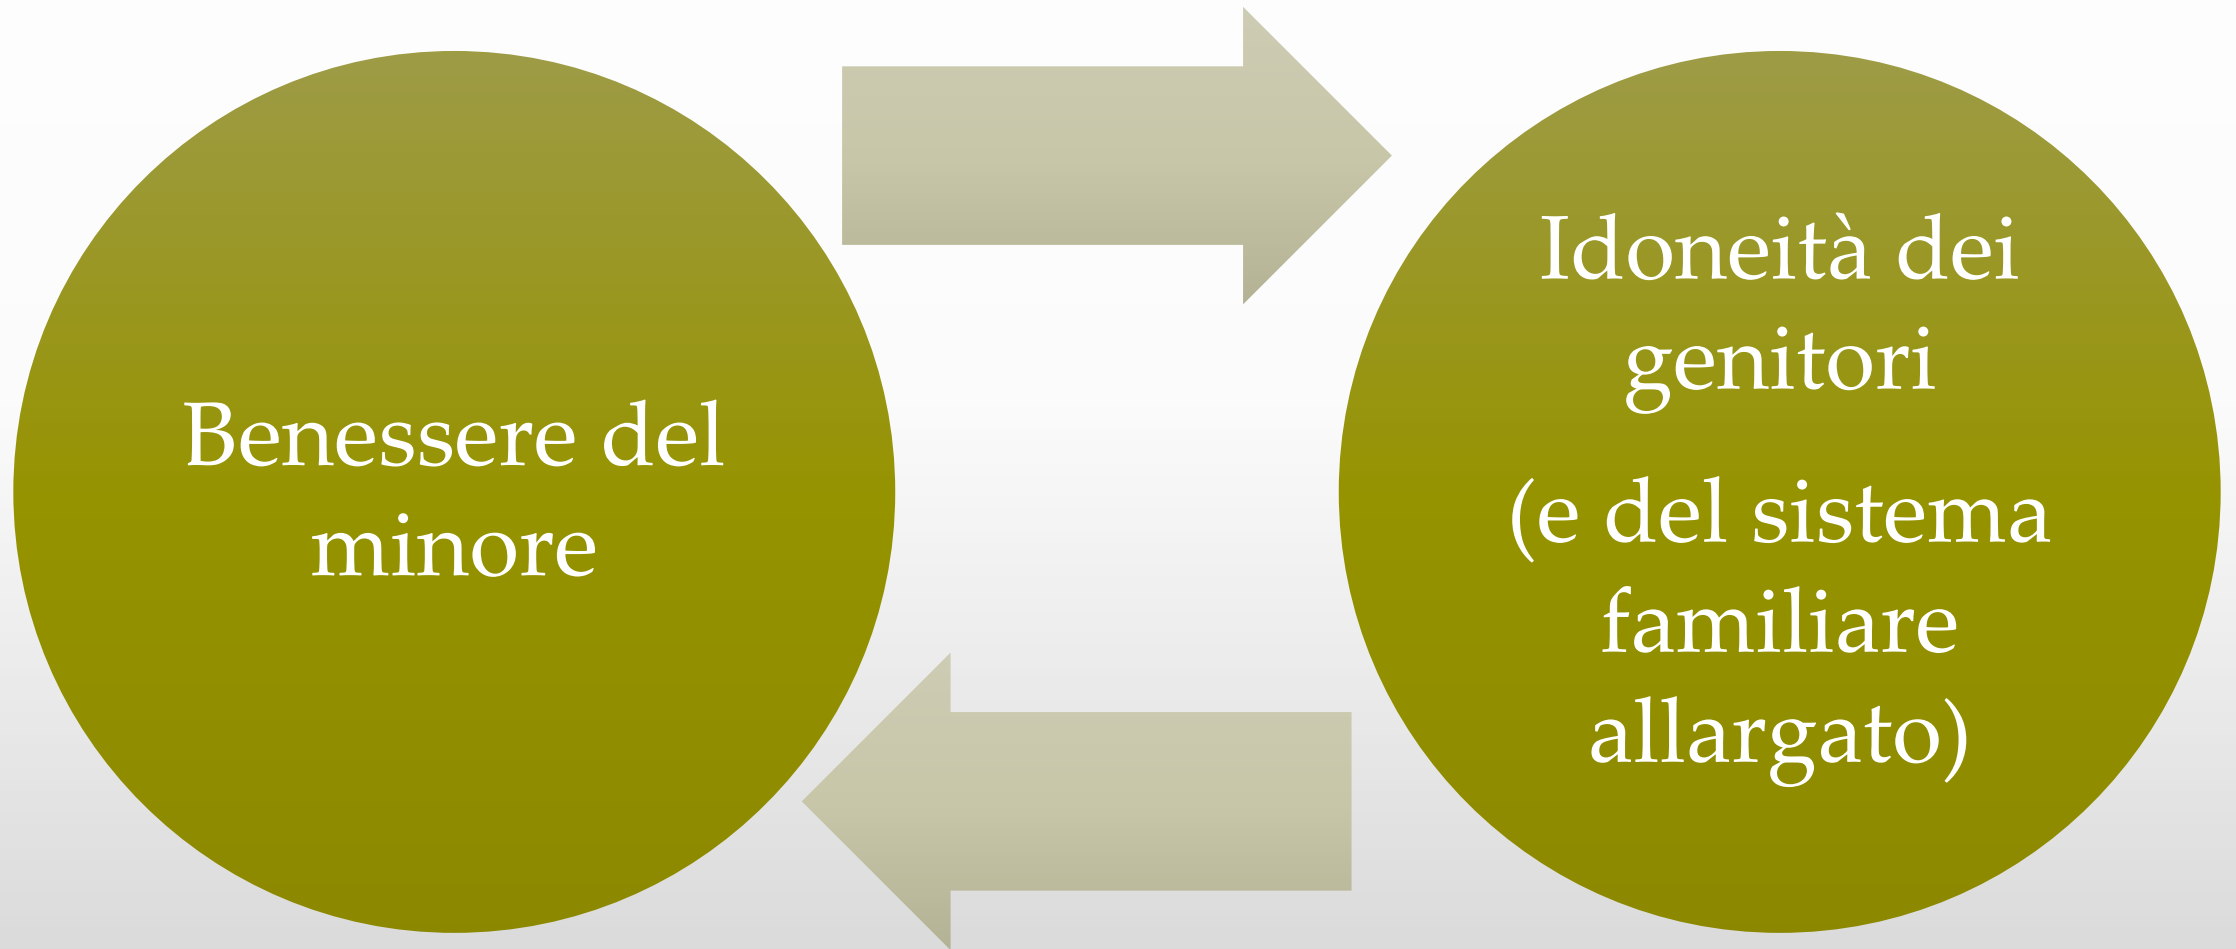 Benessere del
minore
Idoneità dei
genitori
(e del sistema
familiare
allargato)